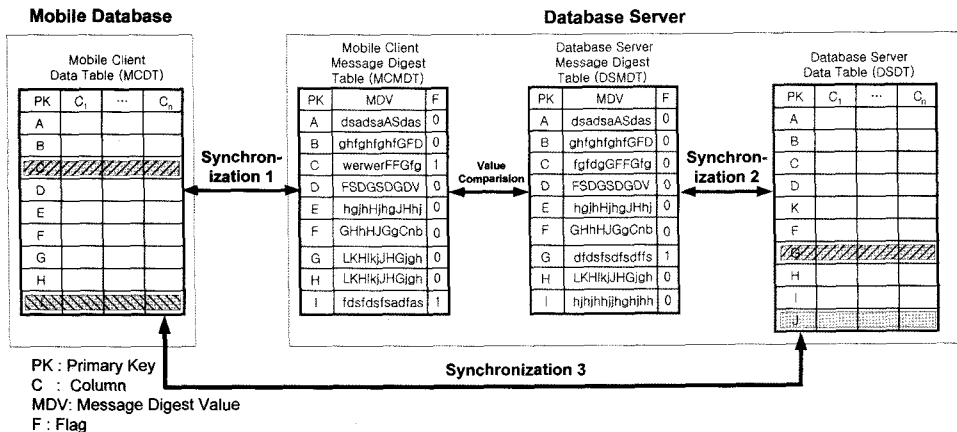 Mobile Database
Database Server
Mobile Client
Data Table (MCDT)
PK C1 ... Cn
A
B
C
D
E
F
G
H
Synchron-
ization 1
Mobile Client
Message Digest
Table (MCMDT)
PK MDV F
A dsadsaASdas 0
B ghfghfghfGFD 0
C werwerFFGfg 1
D FSDGSDGDV 0
E hgjhHjhgJHhj 0
F GHhHJGgCnb 0
G LKHlkjJHGjgh 0
H LKHlkjJHGjgh 0
I fdsfdsfsadfas 1
Value
Comparision
Database Server
Message Digest
Table (DSMDT)
PK MDV F
A dsadsaASdas 0
B ghfghfghfGFD 0
C fgfdgGFFGfg 0
D FSDGSDGDV 0
E hgjhHjhgJHhj 0
F GHhHJGgCnb 0
G dfdsfsdfsdffs 1
H LKHlkjJHGjgh 0
I hjhjhhjjhghjhh 0
Synchron-
ization 2
Database Server
Data Table (DSDT)
PK C1 ... Cn
A
B
C
D
K
F
G
H
I
J
Synchronization 3
PK : Primary Key
C : Column
MDV: Message Digest Value
F : Flag